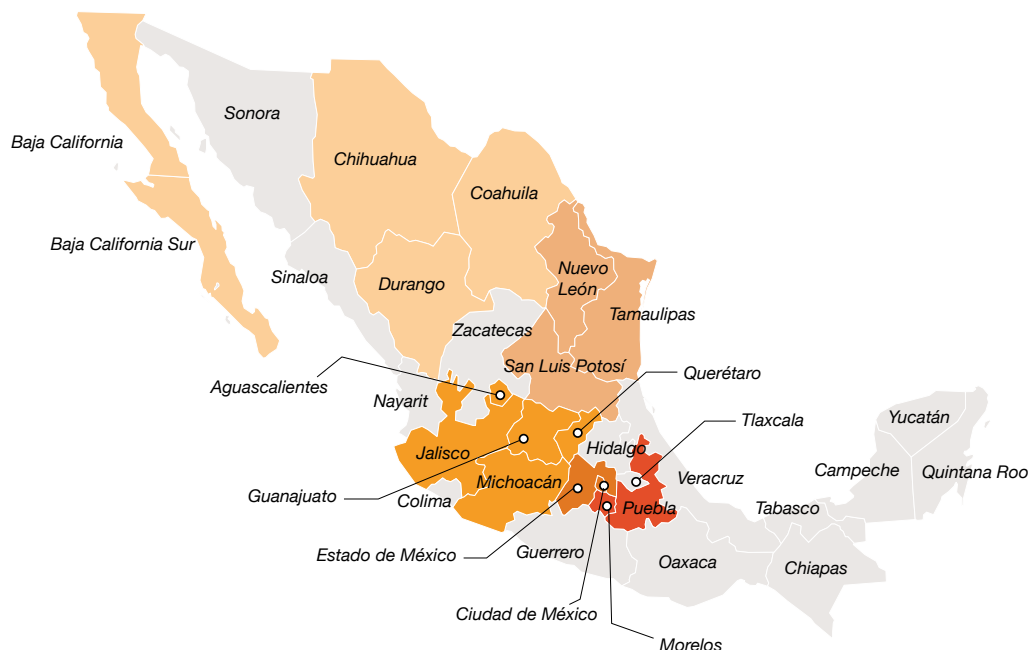 Sonora
Baja California
Chihuahua
Coahuila
Baja California Sur
Sinaloa
Durango
Nuevo
León
Tamaulipas
Zacatecas
San Luis Potosí
Querétaro
Aguascalientes
Nayarit
Tlaxcala
Yucatán
Jalisco
Hidalgo
Campeche
Quintana Roo
Veracruz
Michoacán
Guanajuato
Colima
Puebla
Tabasco
Estado de México
Guerrero
Oaxaca
Chiapas
Ciudad de México
Morelos